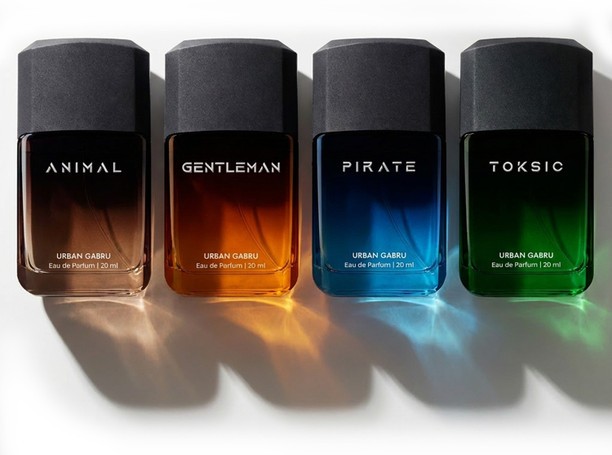 ANIMAL
URBAN GABRU
Eau de Parfum | 20 ml
GENTLEMAN
URBAN GABRU
Eau de Parfum | 20 ml
PIRATE
URBAN GABRU
Eau de Parfum | 20 ml
TOKSIC
URBAN GABRU
Eau de Parfum | 20 ml